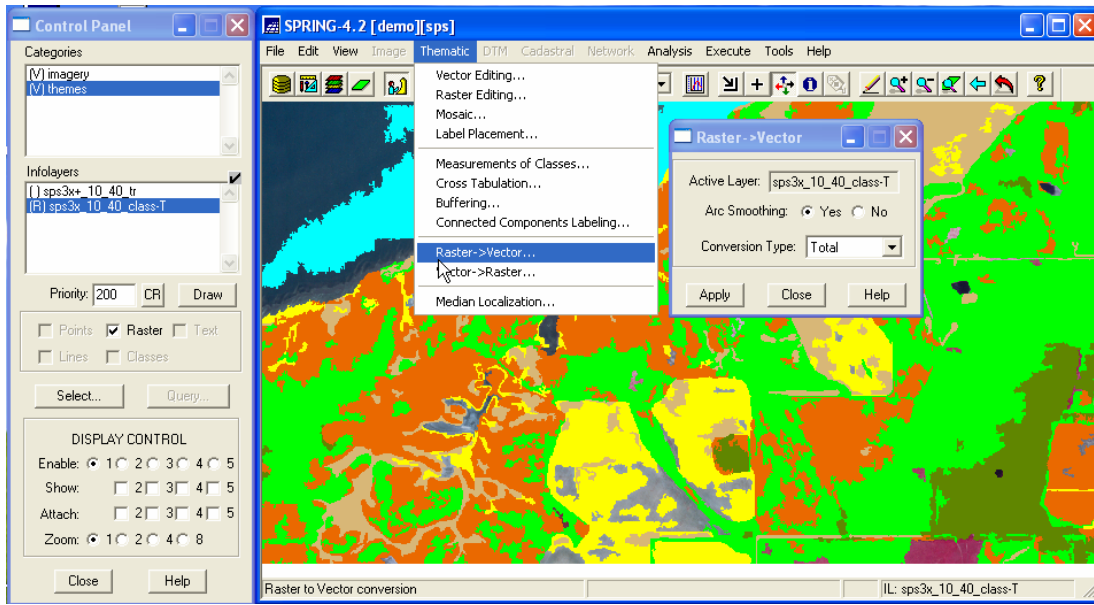 Control Panel
Categories
(V) imagery
(V) themes
Infolayers
( ) sps3x+_10_40_tr
(R) sps3x_10_40_class-T
Priority: 200 CR Draw
Points Raster Text
Lines Classes
Select... Query...
DISPLAY CONTROL
Enable: 1 2 3 4 5
Show: 2 3 4 5
Attach: 2 3 4 5
Zoom: 1 2 4 8
Close Help
SPRING-4.2 [demo][sps]
File Edit View Image Thematic DTM Cadastral Network Analysis Execute Tools Help
Vector Editing...
Raster Editing...
Mosaic...
Label Placement...
Measurements of Classes...
Cross Tabulation...
Buffering...
Connected Components Labeling...
Raster->Vector...
Vector->Raster...
Median Localization...
Raster->Vector
Active Layer: sps3x_10_40_class-T
Arc Smoothing: Yes No
Conversion Type: Total
Apply Close Help
Raster to Vector conversion IL: sps3x_10_40_class-T